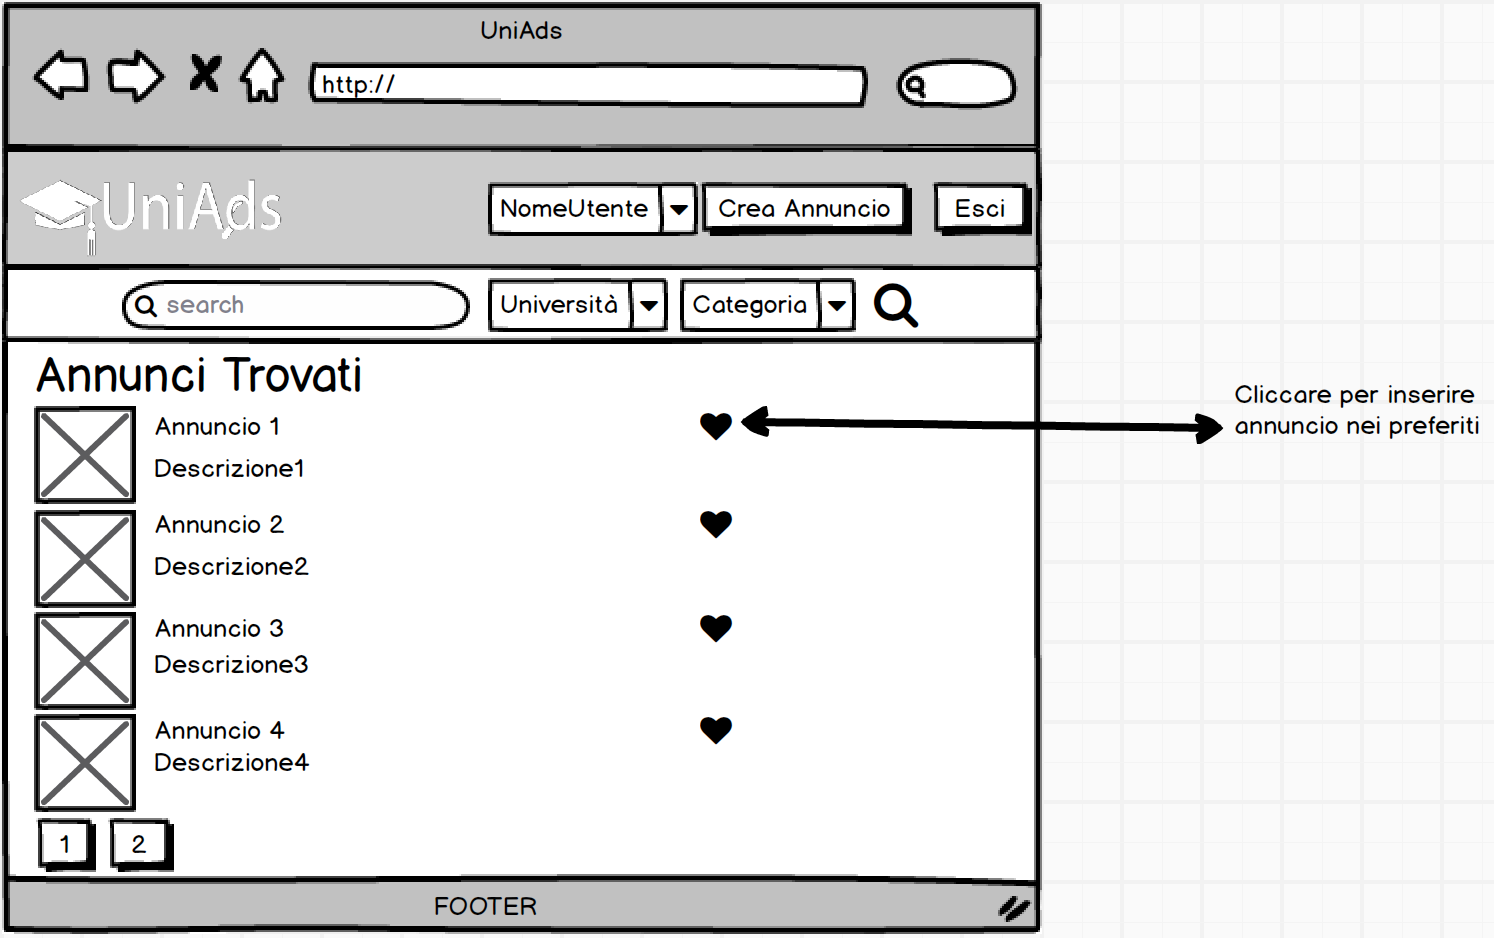 UniAds
http://
UniAds
NomeUtente
Crea Annuncio
Esci
search
Università
Categoria
Annunci Trovati
Annuncio 1
Descrizione1
Annuncio 2
Descrizione2
Annuncio 3
Descrizione3
Annuncio 4
Descrizione4
1
2
FOOTER
Cliccare per inserire
annuncio nei preferiti